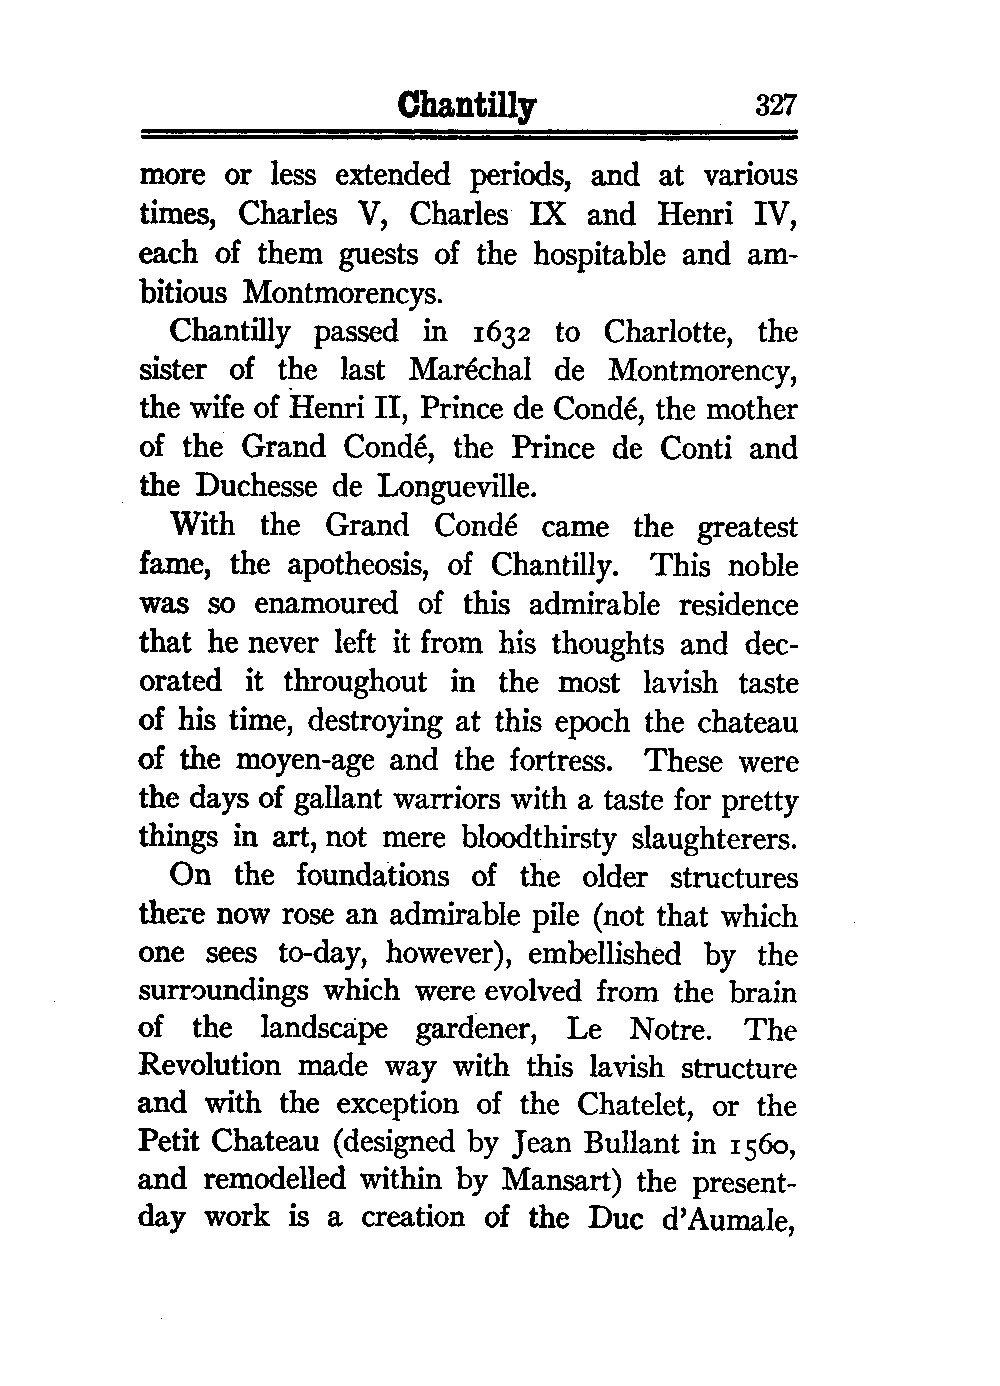 Chantilly 327
more or less extended periods, and at various
times, Charles V, Charles IX and Henri IV,
each of them guests of the hospitable and am-
bitious Montmorencys.
Chantilly passed in 1632 to Charlotte, the
sister of the last Maréchal de Montmorency,
the wife of Henri II, Prince de Condé, the mother
of the Grand Condé, the Prince de Conti and
the Duchesse de Longueville.
With the Grand Condé came the greatest
fame, the apotheosis, of Chantilly. This noble
was so enamoured of this admirable residence
that he never left it from his thoughts and dec-
orated it throughout in the most lavish taste
of his time, destroying at this epoch the chateau
of the moyen-age and the fortress. These were
the days of gallant warriors with a taste for pretty
things in art, not mere bloodthirsty slaughterers.
On the foundations of the older structures
there now rose an admirable pile (not that which
one sees to-day, however), embellished by the
surroundings which were evolved from the brain
of the landscape gardener, Le Notre. The
Revolution made way with this lavish structure
and with the exception of the Chatelet, or the
Petit Chateau (designed by Jean Bullant in 1560,
and remodelled within by Mansart) the present-
day work is a creation of the Duc d'Aumale,